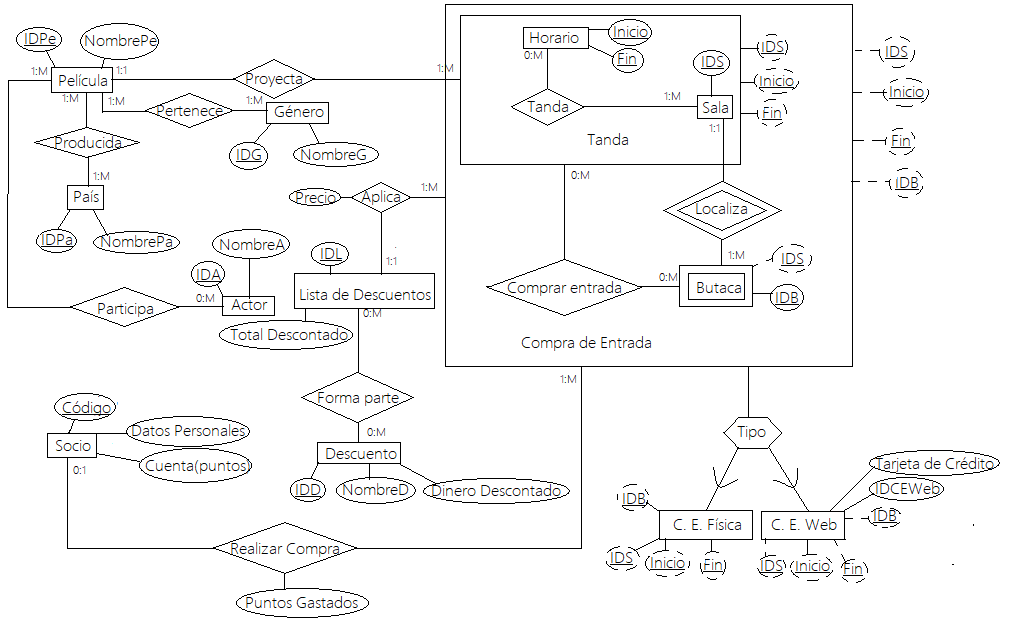 IDPe
NombrePe
1:M
Película
1:1
Proyecta
1:M
1:M
1:M
Pertenece
1:M
Género
IDG
NombreG
Producida
1:M
País
IDPa
NombrePa
Horario
Inicio
Fin
0:M
Tanda
1:M
IDS
Sala
1:1
Tanda
IDS
Inicio
Fin
IDS
Inicio
Fin
IDB
Precio
Aplica
1:M
1:1
0:M
Localiza
1:M
NombreA
IDA
0:M
Actor
Participa
IDL
Lista de Descuentos
0:M
Total Descontado
Comprar entrada
0:M
Butaca
IDS
IDB
Compra de Entrada
1:M
Forma parte
0:M
Descuento
IDD
NombreD
Dinero Descontado
Código
Socio
Datos Personales
Cuenta(puntos)
0:1
Realizar Compra
Puntos Gastados
Tipo
Tarjeta de Crédito
IDCEWeb
IDB
IDB
C. E. Física
C. E. Web
IDS
Inicio
Fin
IDS
Inicio
Fin